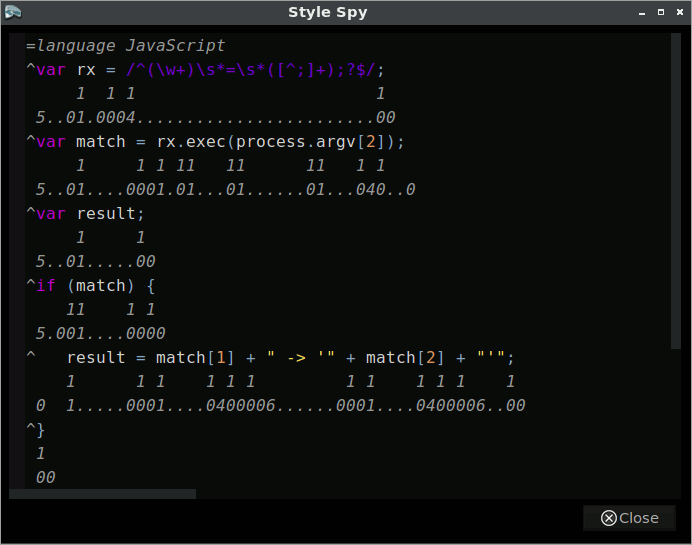 Style Spy
=language JavaScript
^var rx = /^(\w+)\s*=\s*([^;]+);?$/;
     1  1 1                        1
 5..01.0004........................00
^var match = rx.exec(process.argv[2]);
     1     1 1 11   11      11   1 1
 5..01....0001.01...01......01...040..0
^var result;
     1     1
 5..01.....00
^if (match) {
    11    1 1
 5.001....0000
^   result = match[1] + " -> '" + match[2] + "'";
    1      1 1    1 1 1         1 1    1 1 1    1
 0  1.....0001....0400006......0001....0400006..00
^}
 1
 00
Close